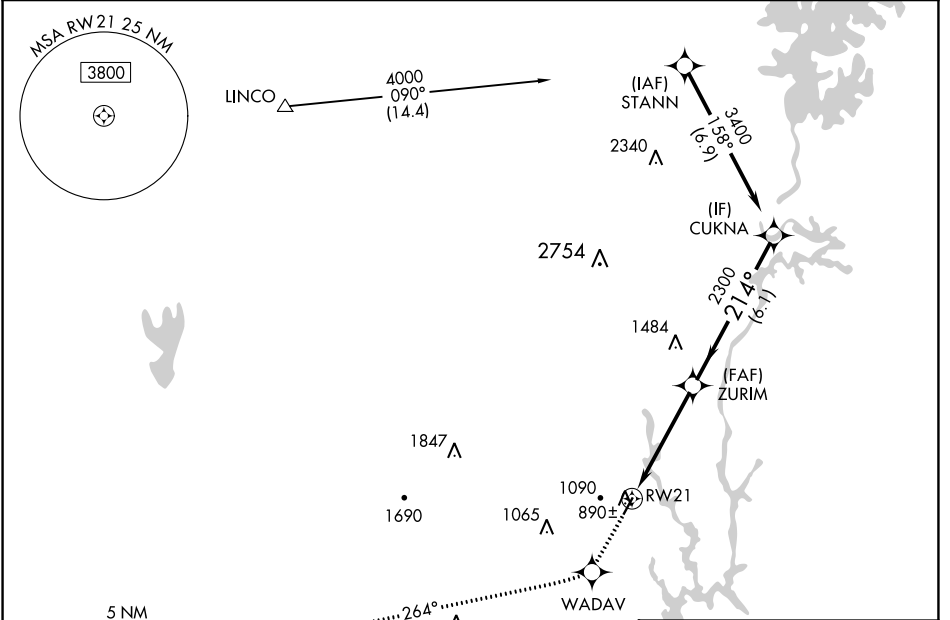 MSA RW21 25 NM
3800
LINCO
4000
090°
(14.4)
(IAF)
STANN
3400
158°
(6.9)
2340
(IF)
CUKNA
2754
2300
214°
(6.1)
1484
(FAF)
ZURIM
1847
1690
1090
RW21
890±
1065
WADAV
264°
5 NM